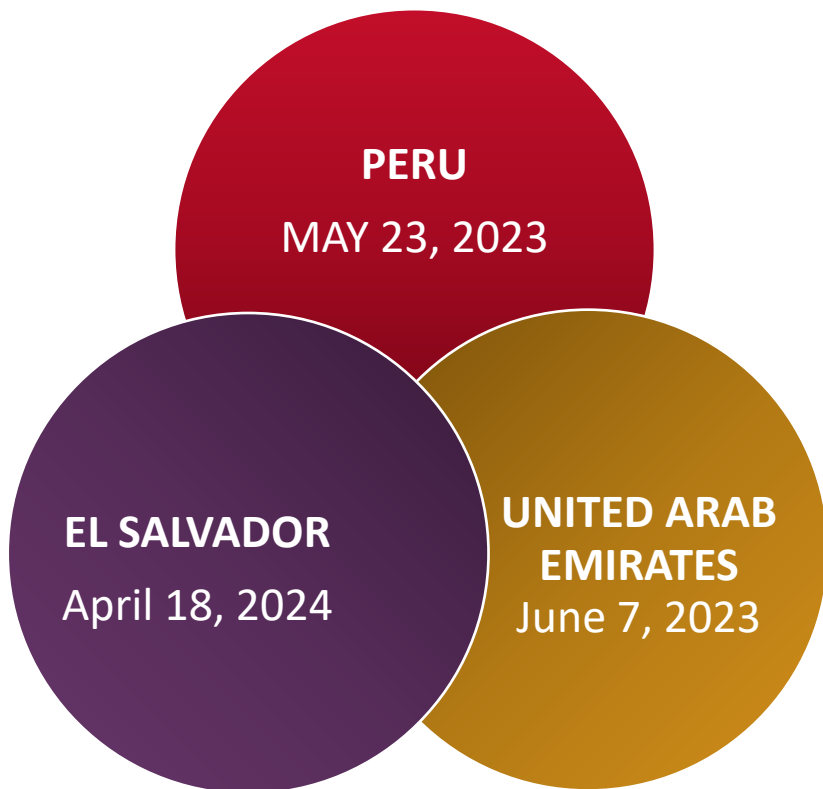 PERU
MAY 23, 2023
EL SALVADOR
April 18, 2024
UNITED ARAB
EMIRATES
June 7, 2023